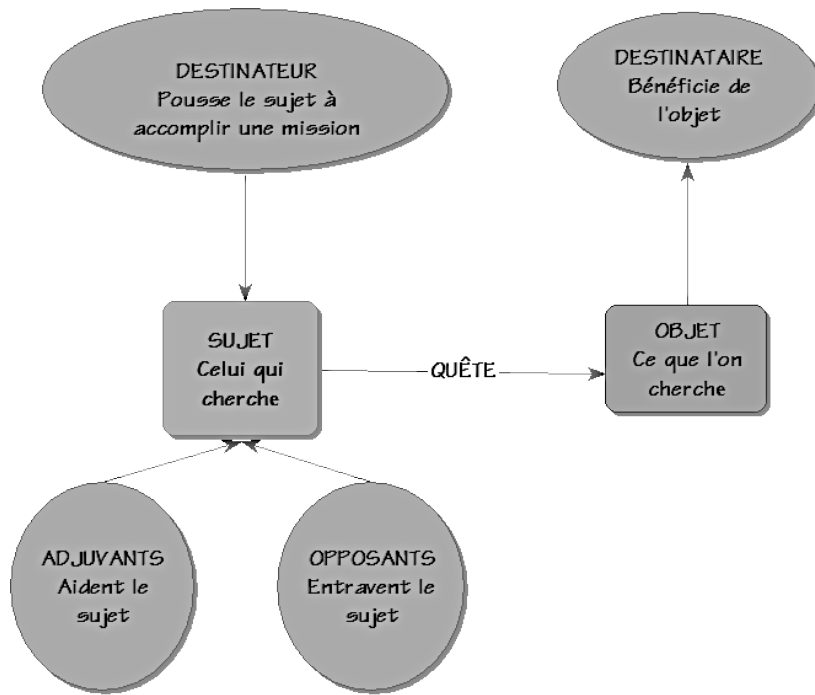 DESTINATEUR
Pousse le sujet à
accomplir une mission
DESTINATAIRE
Bénéficie de
l'objet
SUJET
Celui qui
cherche
QUÊTE
OBJET
Ce que l'on
cherche
ADJUVANTS
Aident le
sujet
OPPOSANTS
Entravent le
sujet